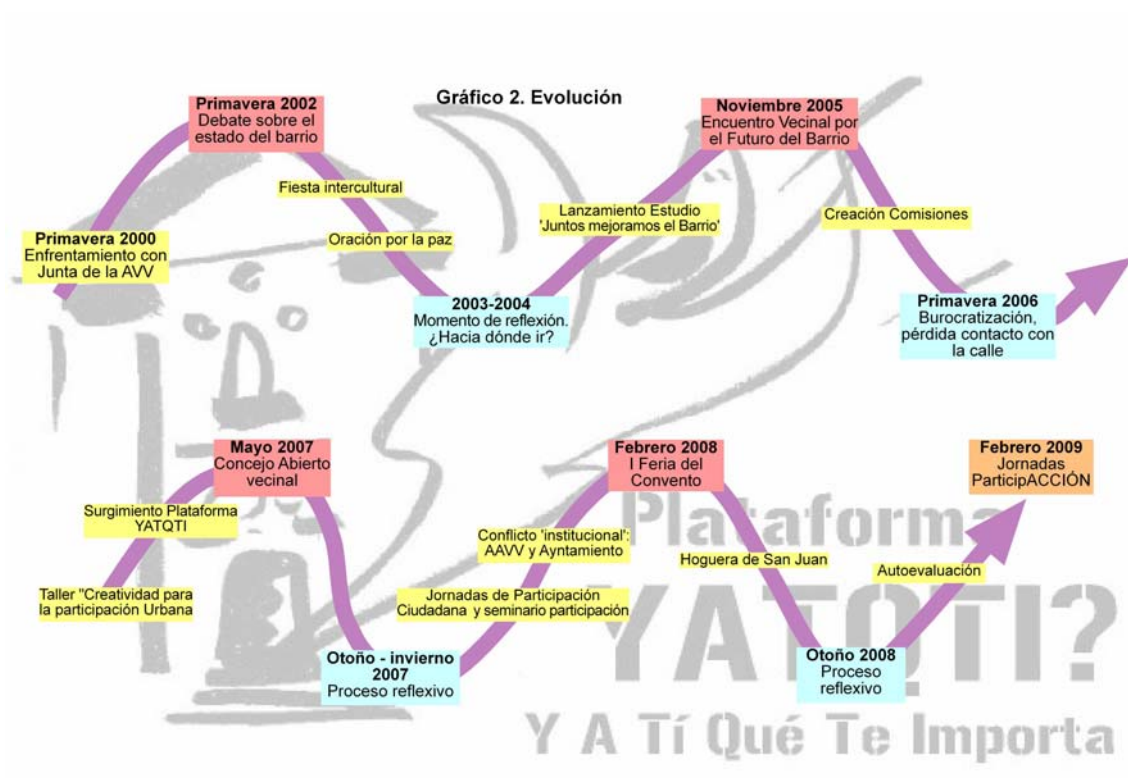 Gráfico 2. Evolución
Primavera 2000
Enfrentamiento con
Junta de la AVV
Primavera 2002
Debate sobre el
estado del barrio
Fiesta intercultural
Oración por la paz
2003-2004
Momento de reflexión.
¿Hacia dónde ir?
Lanzamiento Estudio
'Juntos mejoramos el Barrio'
Noviembre 2005
Encuentro Vecinal por
el Futuro del Barrio
Creación Comisiones
Primavera 2006
Burocratización,
pérdida contacto con
la calle
Taller "Creatividad para
la participación Urbana
Surgimiento Plataforma
YATQTI
Mayo 2007
Concejo Abierto
vecinal
Otoño - invierno
2007
Proceso reflexivo
Jornadas de Participación
Ciudadana y seminario participación
Conflicto 'institucional':
AAVV y Ayntamiento
Febrero 2008
I Feria del
Convento
Hoguera de San Juan
Otoño 2008
Proceso
reflexivo
Autoevaluación
Febrero 2009
Jornadas
ParticipACCIÓN
Plataforma
YATQTI?
Y A Tí Qué Te Importa